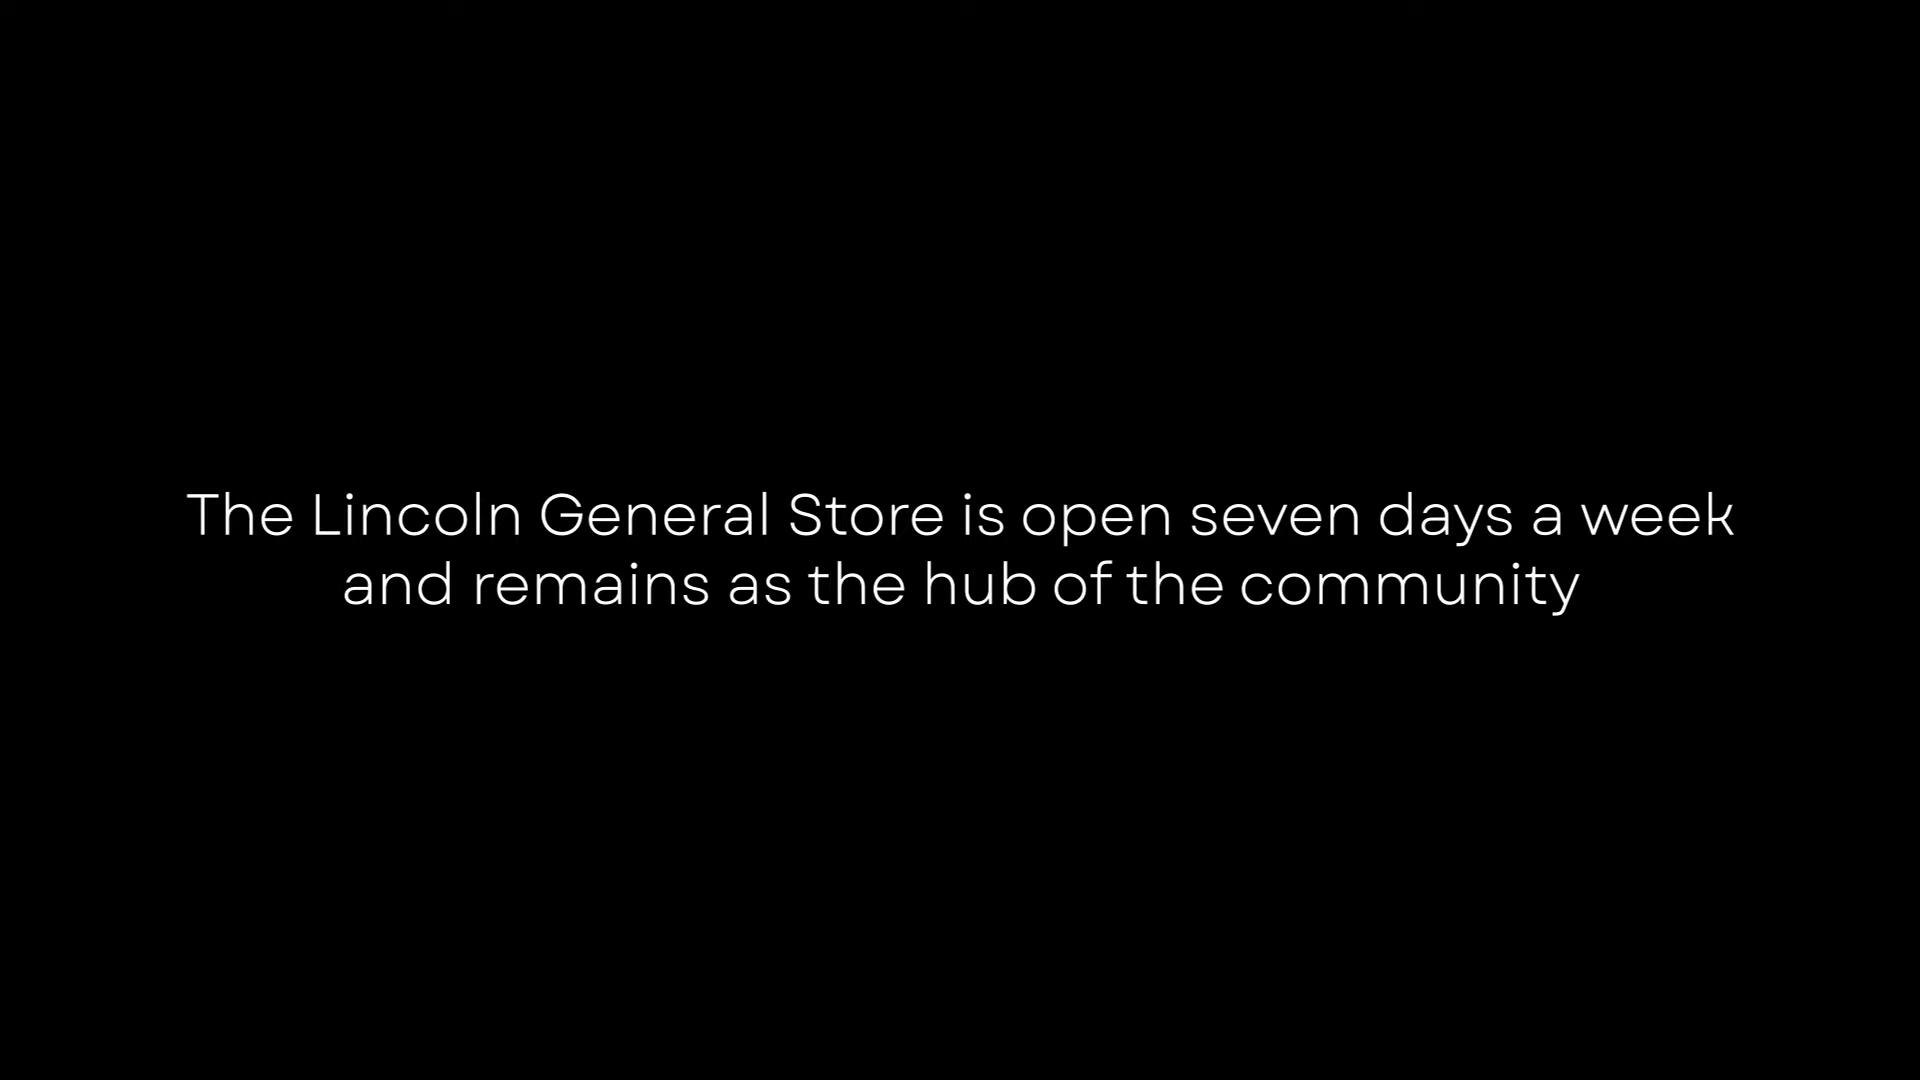 The Lincoln General Store is open seven days a week
and remains as the hub of the community